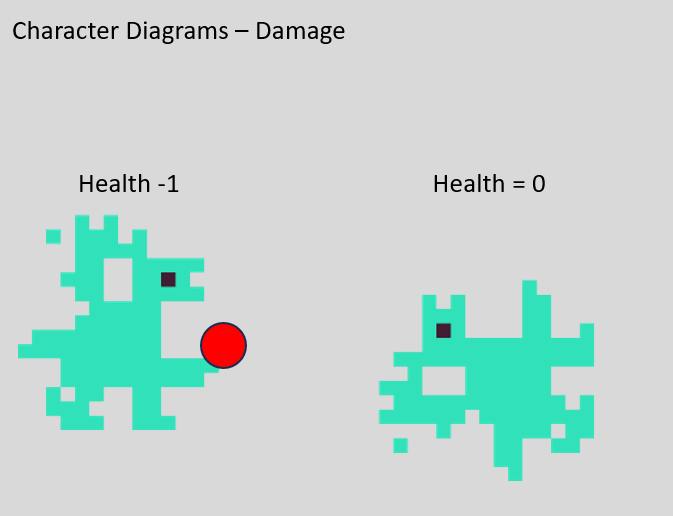 Character Diagrams – Damage
Health -1
Health = 0